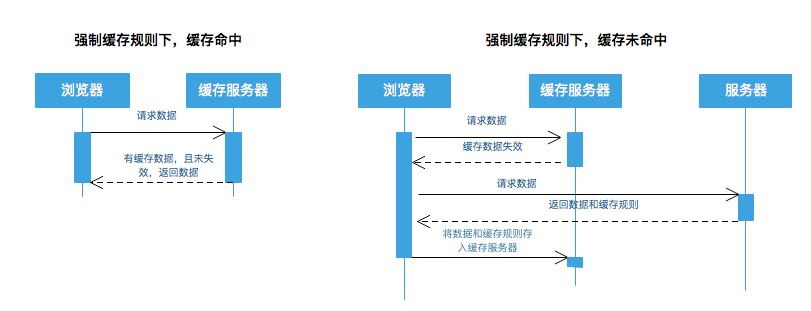 强制缓存规则下，缓存命中
浏览器
缓存服务器
请求数据
有缓存数据，且未失
效，返回数据
强制缓存规则下，缓存未命中
浏览器
缓存服务器
服务器
请求数据
缓存数据失效
请求数据
返回数据和缓存规则
将数据和缓存规则存
入缓存服务器